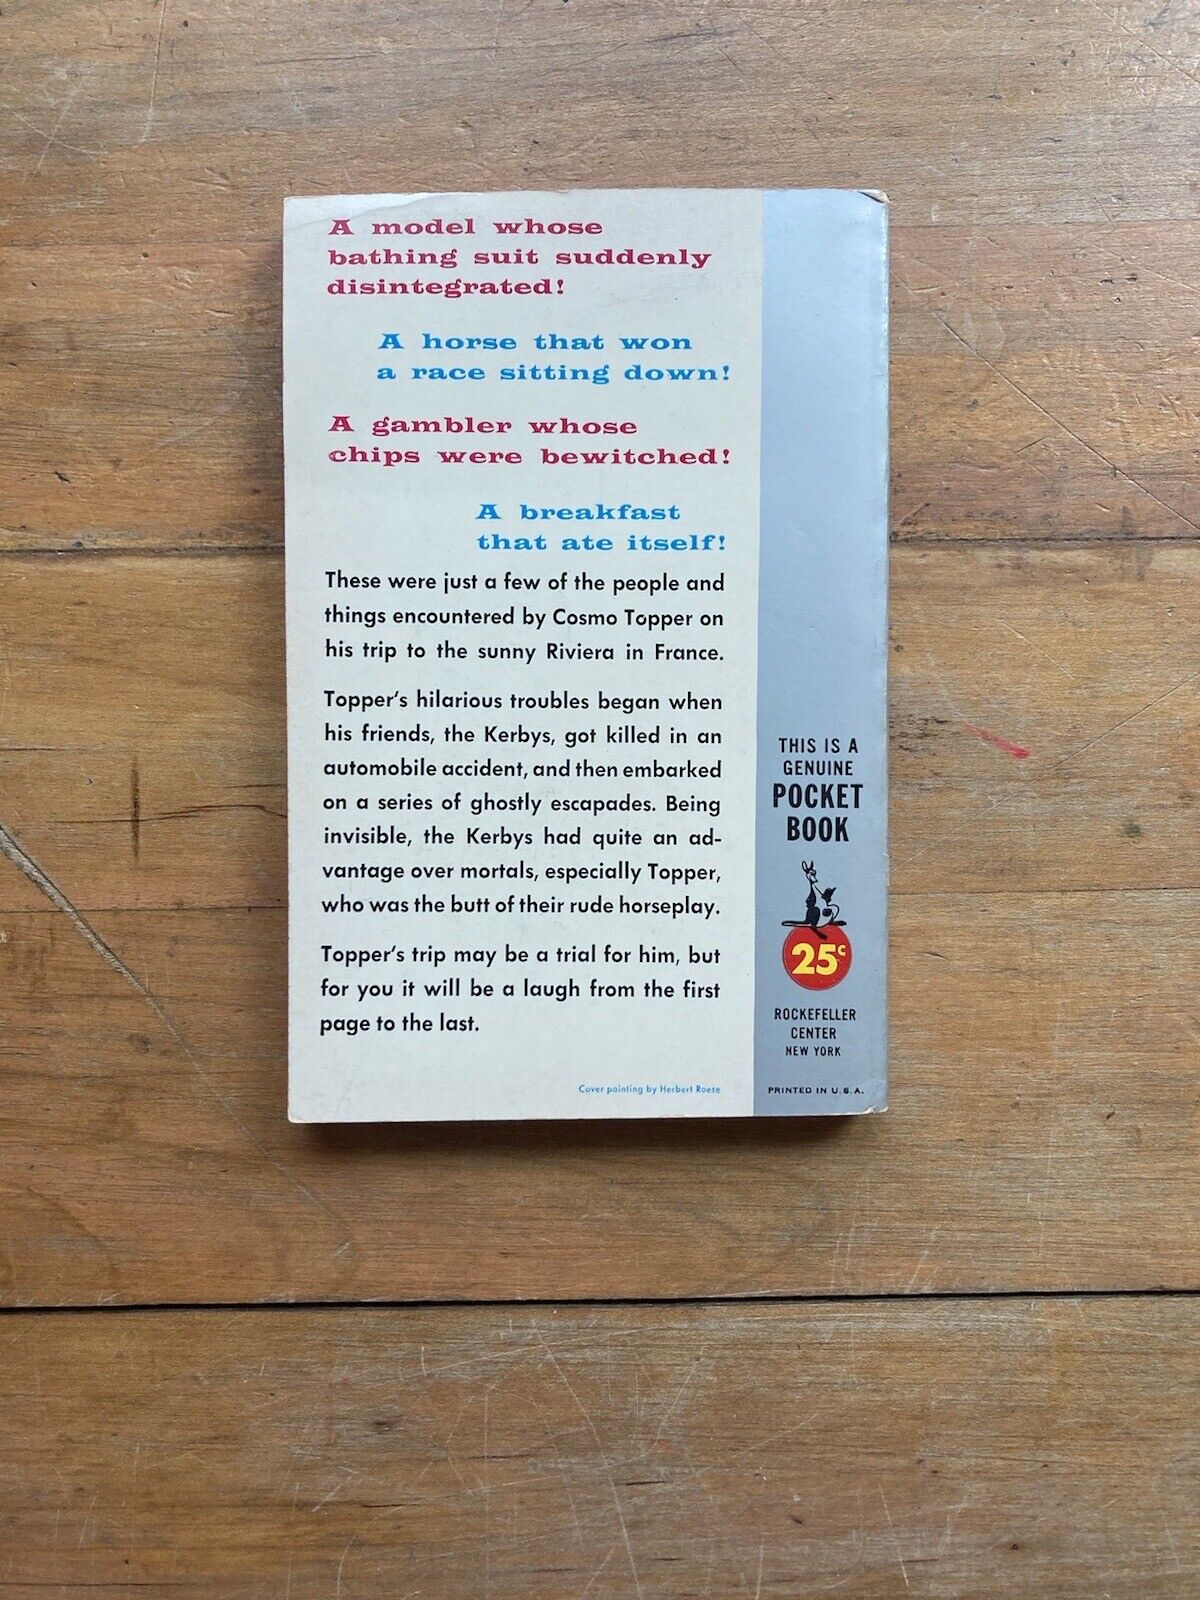 A model whose
bathing suit suddenly
disintegrated!
A horse that won
a race sitting down!
A gambler whose
chips were bewitched!
A breakfast
that ate itself!
These were just a few of the people and
things encountered by Cosmo Topper on
his trip to the sunny Riviera in France.
Topper's hilarious troubles began when
his friends, the Kerbys, got killed in an
automobile accident, and then embarked
on a series of ghostly escapades. Being
invisible, the Kerbys had quite an ad-
vantage over mortals, especially Topper,
who was the butt of their rude horseplay.
Topper's trip may be a trial for him, but
for you it will be a laugh from the first
page to the last.
Cover painting by Herbert Roese
THIS IS A
GENUINE
POCKET
BOOK
25c
ROCKEFELLER
CENTER
NEW YORK
PRINTED IN U.S.A.